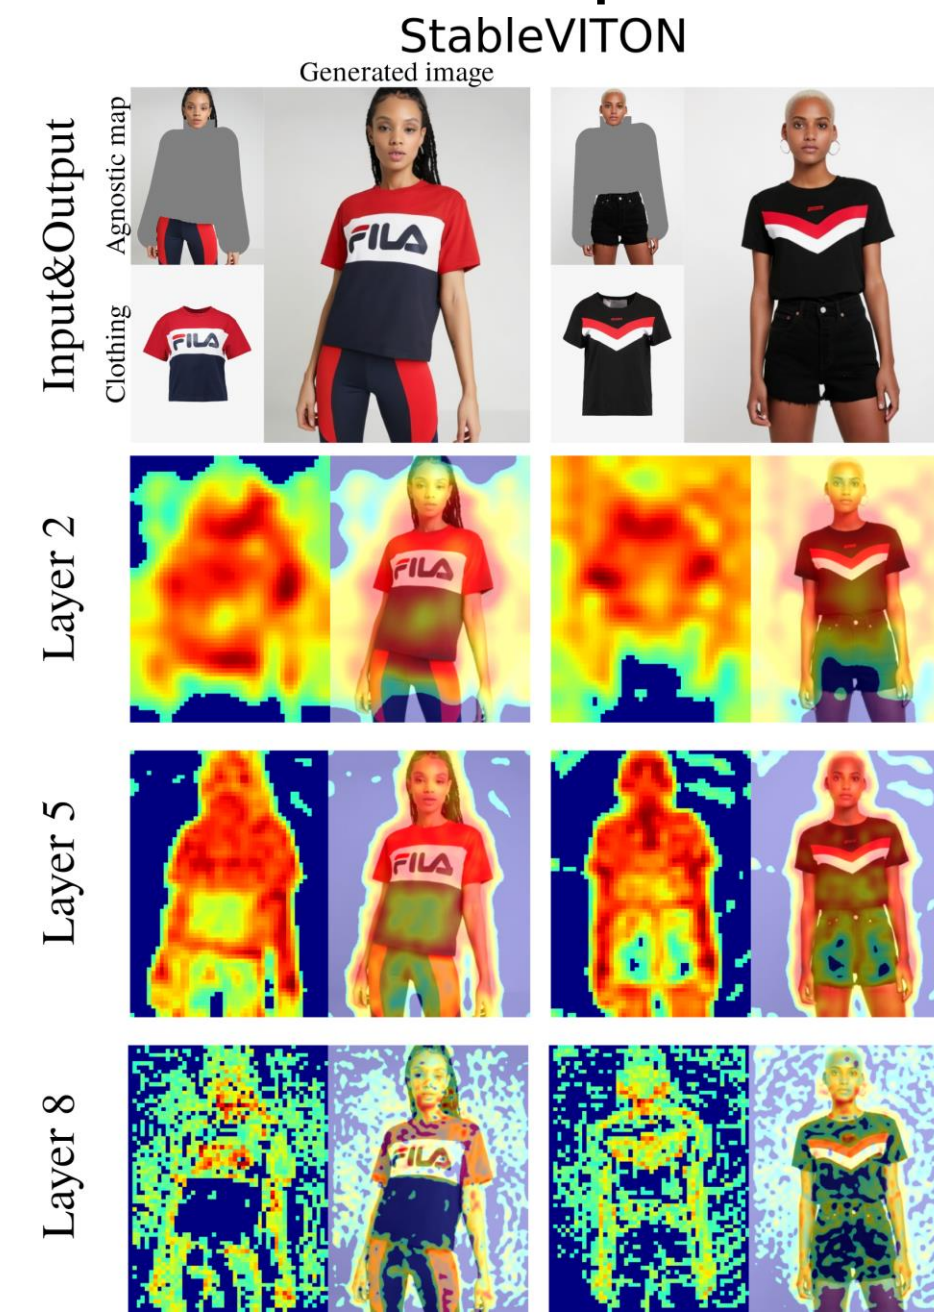 StableVITON
Generated image
Input&Output
Agnostic map
Clothing
FILA
FILA
Layer 2
FILA
Layer 5
FILA
Layer 8
FILA